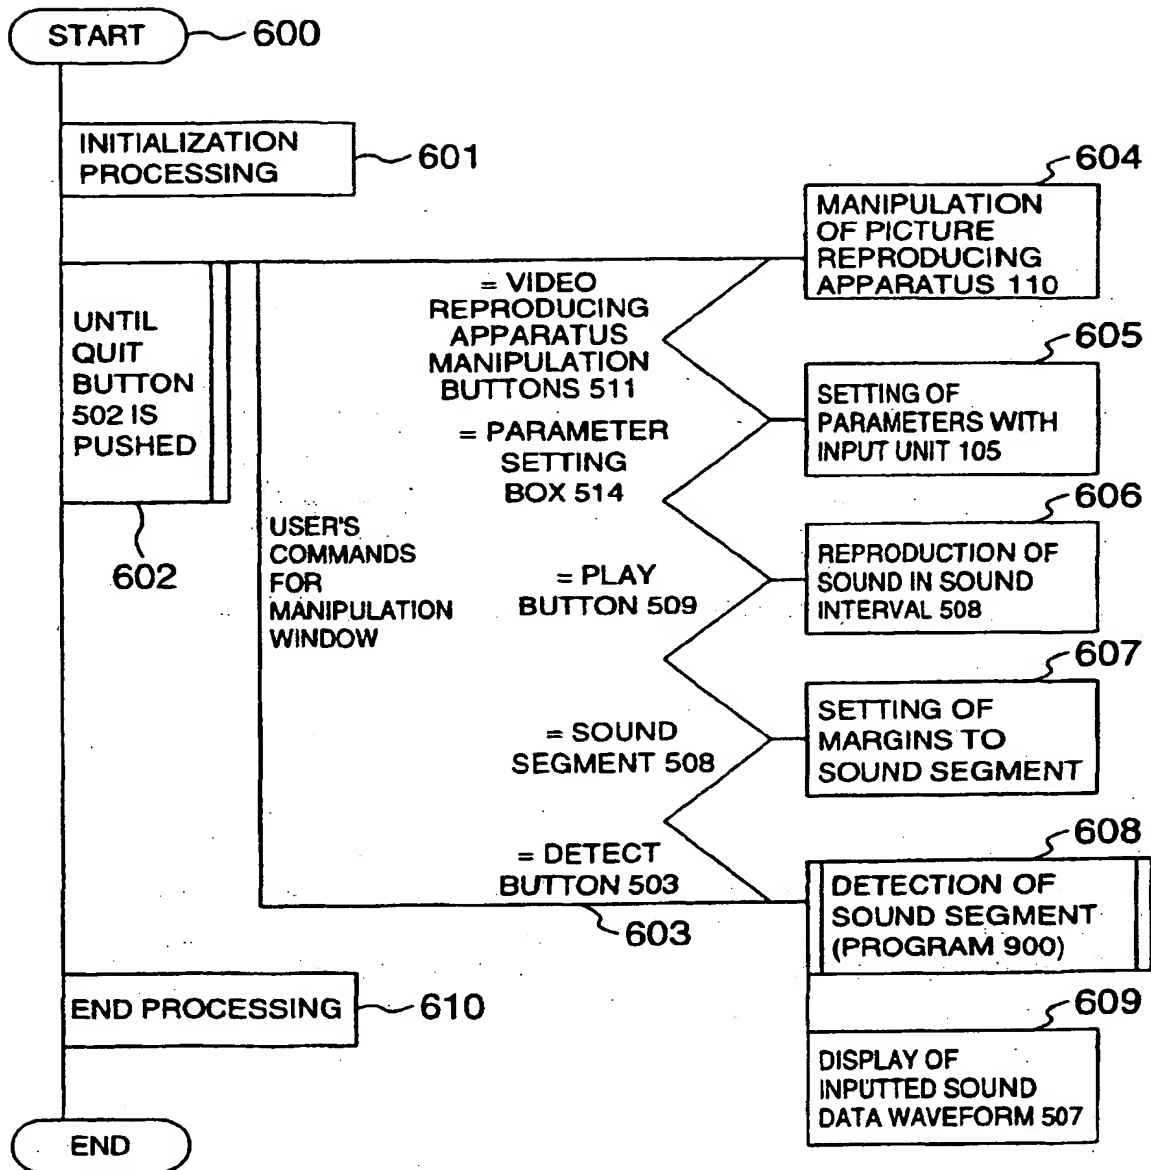 START
600
INITIALIZATION
PROCESSING
601
604
MANIPULATION
OF PICTURE
REPRODUCING
APPARATUS 110
UNTIL
QUIT
BUTTON
502 IS
PUSHED
602
= VIDEO
REPRODUCING
APPARATUS
MANIPULATION
BUTTONS 511
605
SETTING OF
PARAMETERS WITH
INPUT UNIT 105
= PARAMETER
SETTING
BOX 514
USER'S
COMMANDS
FOR
MANIPULATION
WINDOW
606
REPRODUCTION OF
SOUND IN SOUND
INTERVAL 508
= PLAY
BUTTON 509
607
SETTING OF
MARGINS TO
SOUND SEGMENT
= SOUND
SEGMENT 508
608
DETECTION OF
SOUND SEGMENT
(PROGRAM 900)
= DETECT
BUTTON 503
603
END PROCESSING
610
609
DISPLAY OF
INPUTTED SOUND
DATA WAVEFORM 507
END